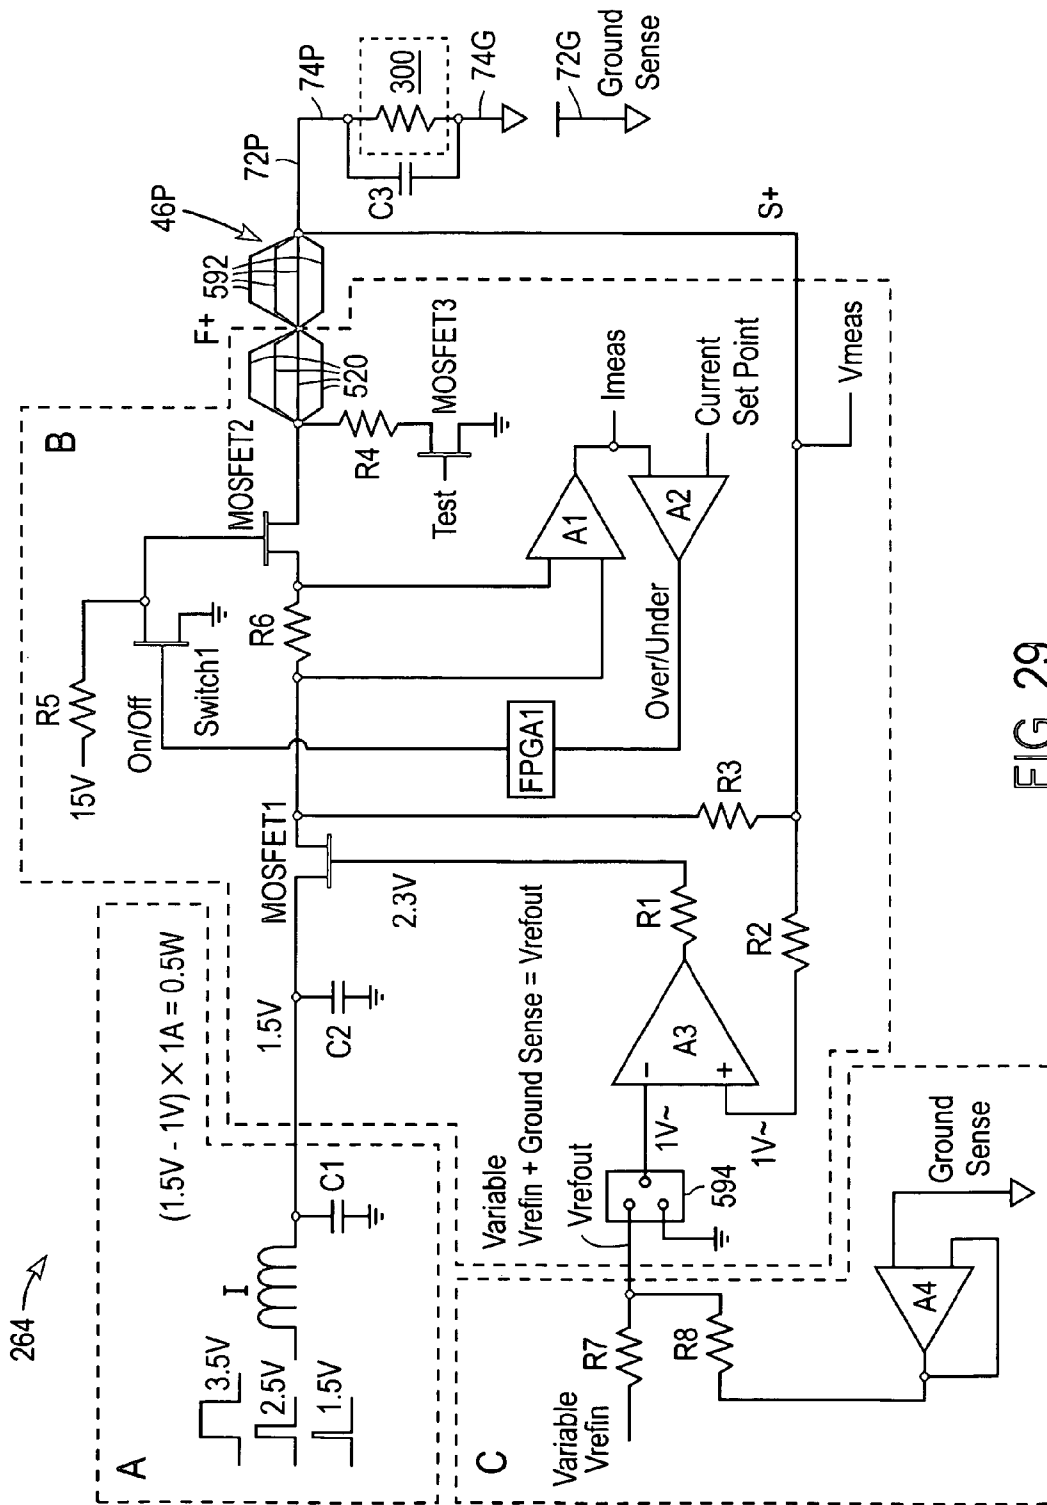 264
A
3.5V
2.5V
1.5V
I
C1
(1.5V - 1V) × 1A = 0.5W
1.5V
C2
MOSFET1
2.3V
B
15V
R5
On/Off
Switch1
MOSFET2
R6
F+
520
592
46P
72P
74P
300
C3
74G
72G
Ground
Sense
R4
Test
MOSFET3
A1
Imeas
A2
Current
Set Point
Over/Under
FPGA1
S+
Vmeas
R3
R2
R1
A3
-
+
1V~
1V~
Variable
Vrefin + Ground Sense = Vrefout
Vrefout
594
C
Variable
Vrefin
R7
R8
A4
Ground
Sense
FIG. 29